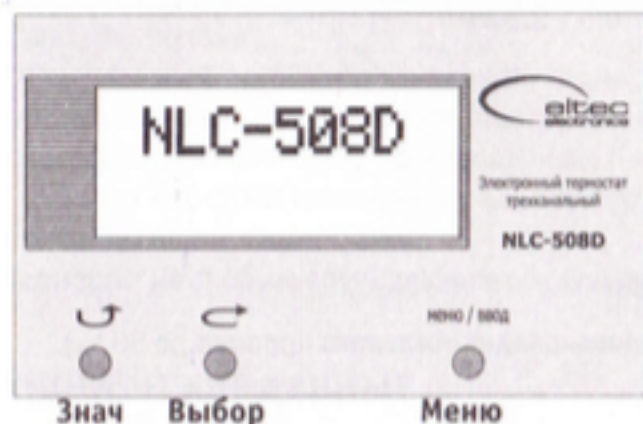 NLC-508D
eltec
electronics
Электронный термостат
трехканальный
NLC-508D
меню / ввод
Знач Выбор Меню